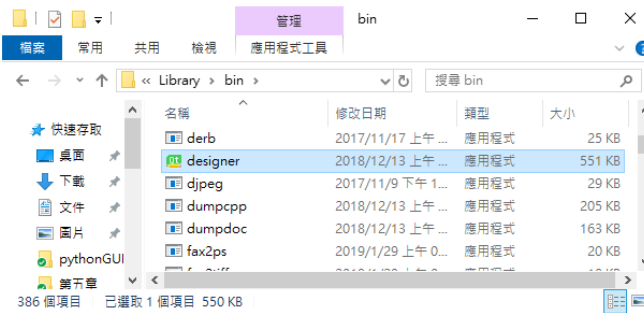 管理
bin
檔案
常用
共用
檢視
應用程式工具
« Library › bin ›
搜尋 bin
名稱
修改日期
類型
大小
快速存取
桌面
下載
文件
圖片
pythonGUI
第五章
derb 2017/11/17 上午 ... 應用程式 25 KB
designer 2018/12/13 上午 ... 應用程式 551 KB
djpeg 2017/11/9 下午 1... 應用程式 29 KB
dumpcpp 2018/12/13 上午 ... 應用程式 205 KB
dumpdoc 2018/12/13 上午 ... 應用程式 163 KB
fax2ps 2019/1/29 上午 0... 應用程式 20 KB
386 個項目 已選取 1 個項目 550 KB